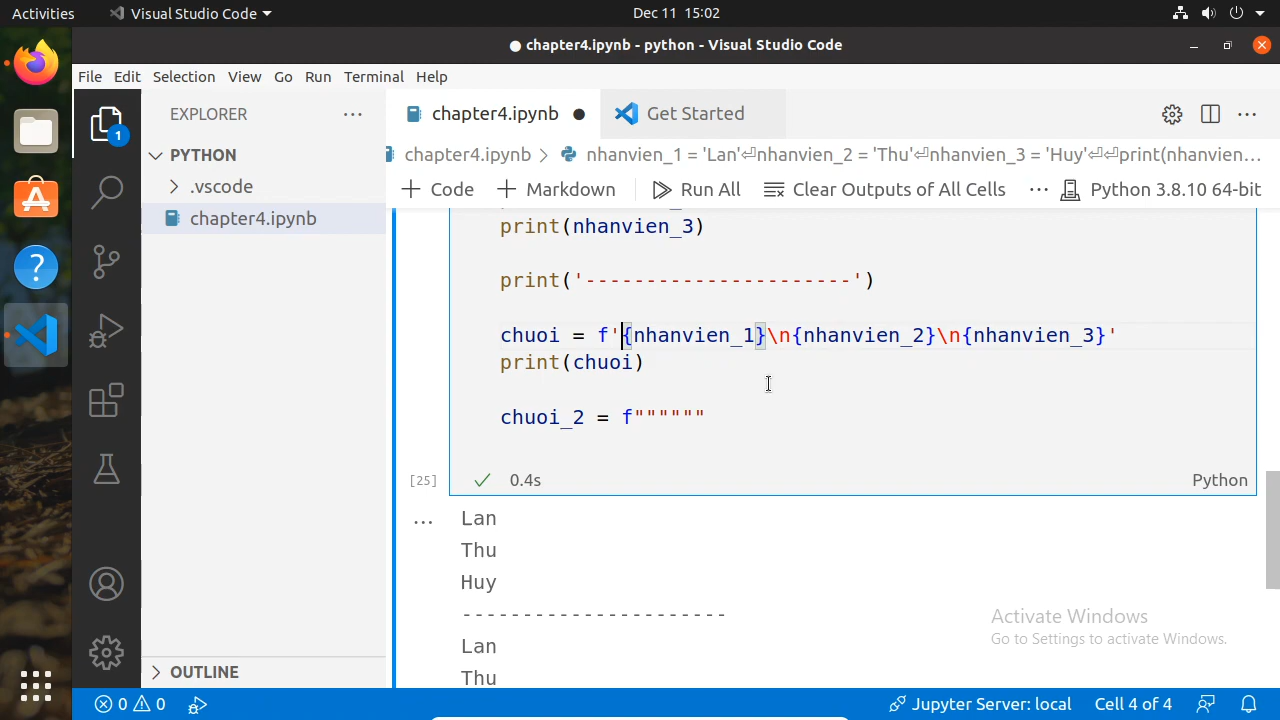 Activities
Visual Studio Code
Dec 11 15:02
● chapter4.ipynb - python - Visual Studio Code
File Edit Selection View Go Run Terminal Help
EXPLORER
chapter4.ipynb ●
Get Started
PYTHON
chapter4.ipynb > nhanvien_1 = 'Lan'⏎nhanvien_2 = 'Thu'⏎nhanvien_3 = 'Huy'⏎⏎print(nhanvien...
.vscode
chapter4.ipynb
+ Code + Markdown Run All Clear Outputs of All Cells ... Python 3.8.10 64-bit
print(nhanvien_3)
print('----------------------')
chuoi = f'{nhanvien_1}\n{nhanvien_2}\n{nhanvien_3}'
print(chuoi)
chuoi_2 = f""""""
[25] ✓ 0.4s Python
... Lan
Thu
Huy
----------------------
Lan
Thu
Activate Windows
Go to Settings to activate Windows.
OUTLINE
1
0 0
Jupyter Server: local
Cell 4 of 4